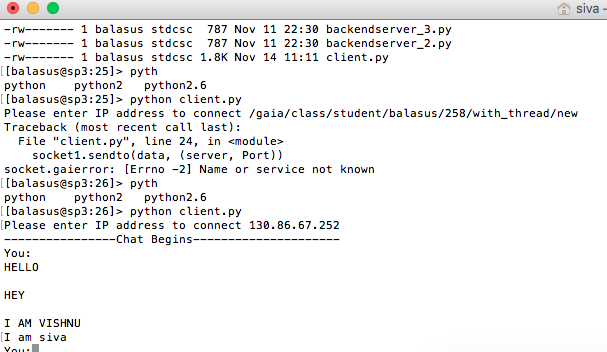 siva —
-rw------- 1 balasus stdcsc  787 Nov 11 22:30 backendserver_3.py
-rw------- 1 balasus stdcsc  787 Nov 11 22:30 backendserver_2.py
-rw------- 1 balasus stdcsc 1.8K Nov 14 11:11 client.py
[[balasus@sp3:25]> pyth
python    python2   python2.6
[[balasus@sp3:25]> python client.py
Please enter IP address to connect /gaia/class/student/balasus/258/with_thread/new
Traceback (most recent call last):
  File "client.py", line 24, in <module>
    socket1.sendto(data, (server, Port))
socket.gaierror: [Errno -2] Name or service not known
[[balasus@sp3:26]> pyth
python    python2   python2.6
[[balasus@sp3:26]> python client.py
[Please enter IP address to connect 130.86.67.252
----------------Chat Begins---------------------
You:
HELLO
HEY
I AM VISHNU
[I am siva
You: